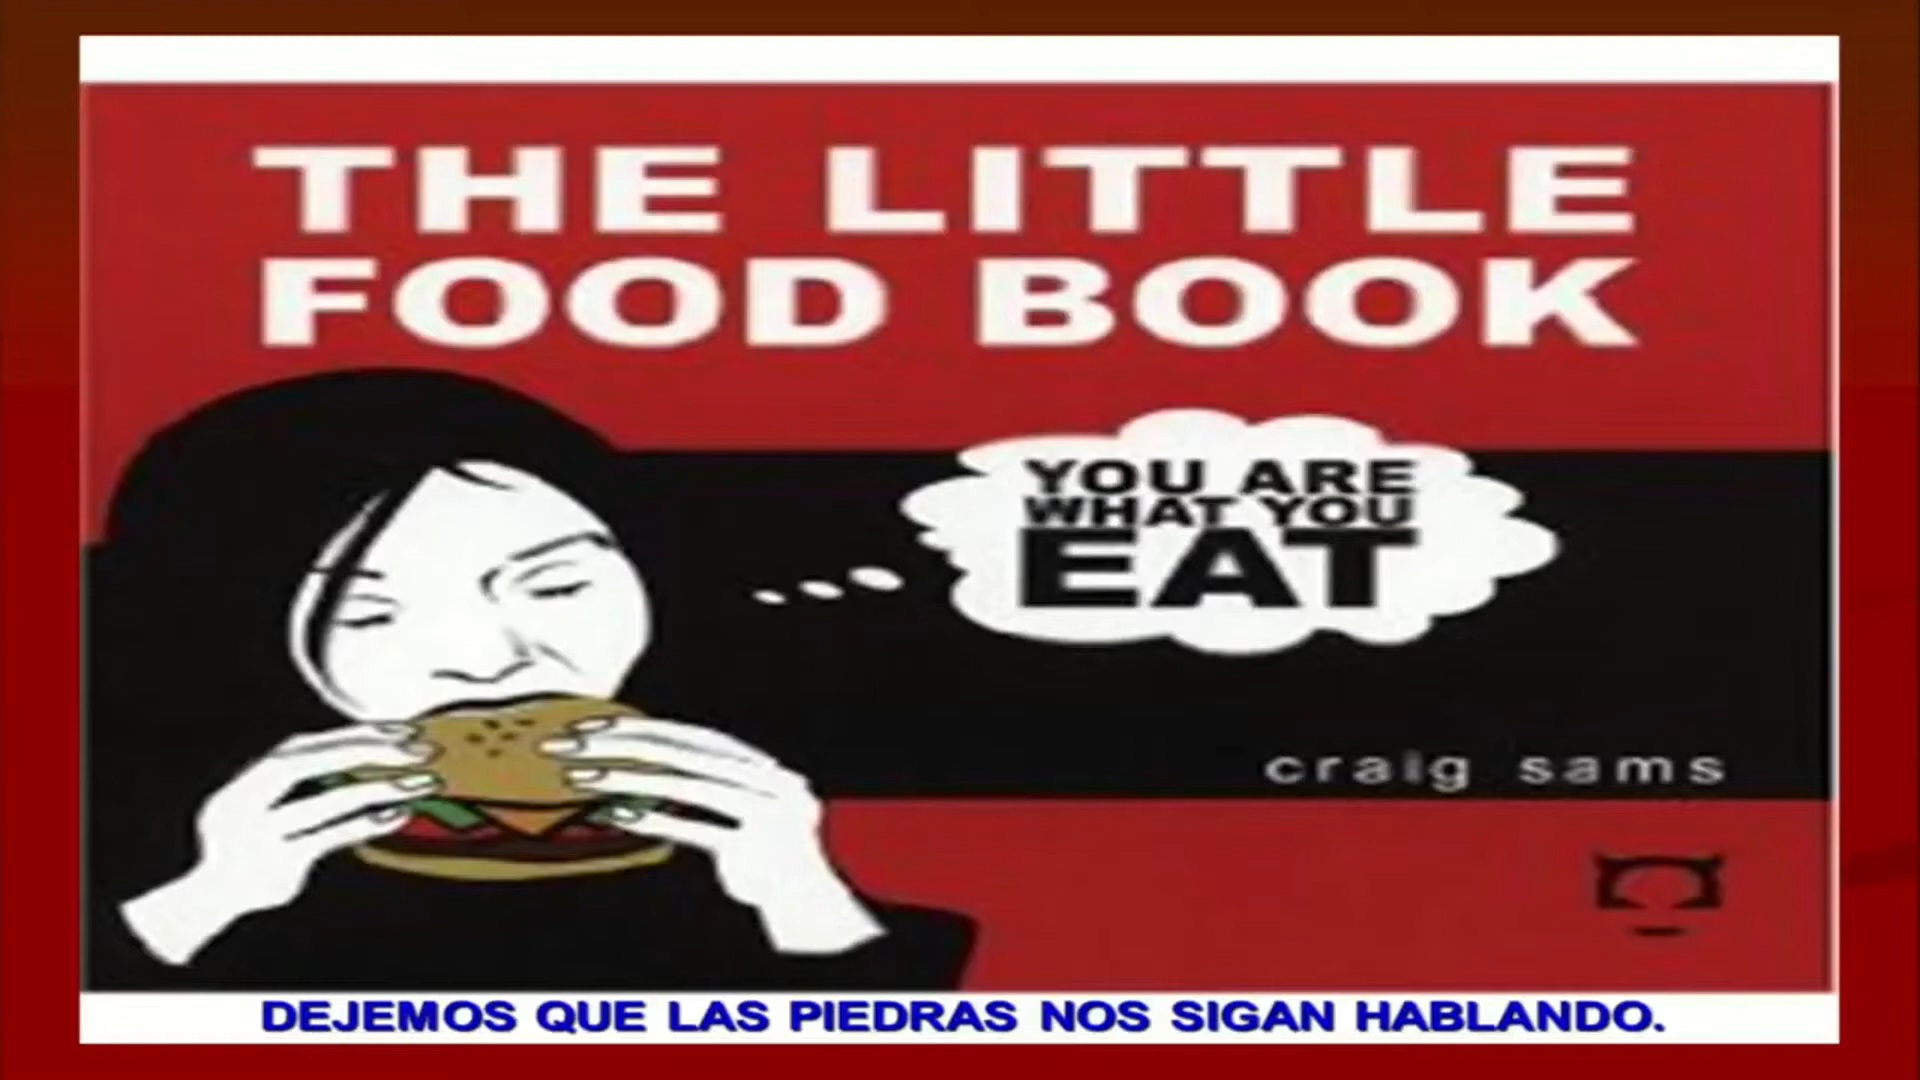 THE LITTLE
FOOD BOOK
YOU ARE
WHAT YOU
EAT
craig sams
DEJEMOS QUE LAS PIEDRAS NOS SIGAN HABLANDO.